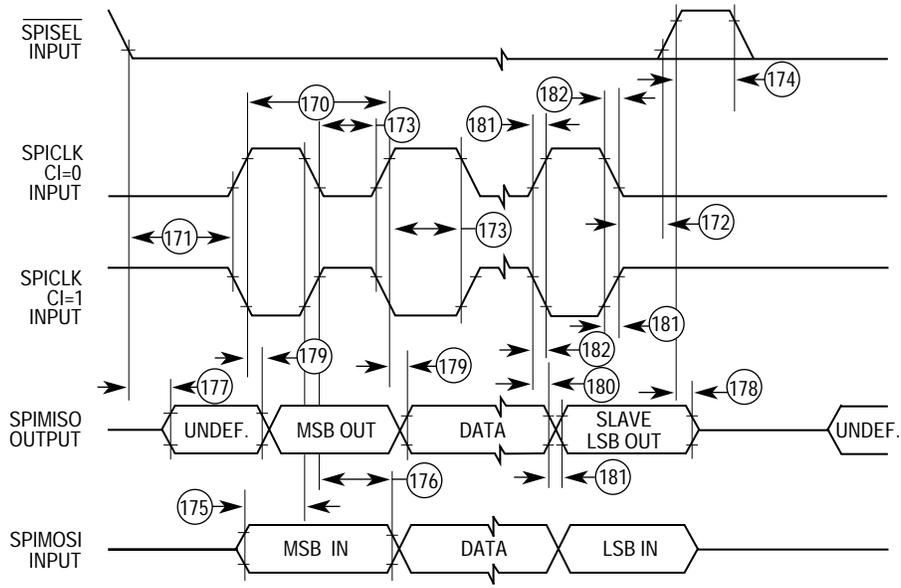 SPISEL
INPUT
174
182
170
181
173
SPICLK
CI=0
INPUT
172
173
171
SPICLK
CI=1
INPUT
181
182
179
179
180
177
178
SPIMISO
OUTPUT
UNDEF.
MSB OUT
DATA
SLAVE
LSB OUT
UNDEF.
176
181
175
SPIMOSI
INPUT
MSB IN
DATA
LSB IN